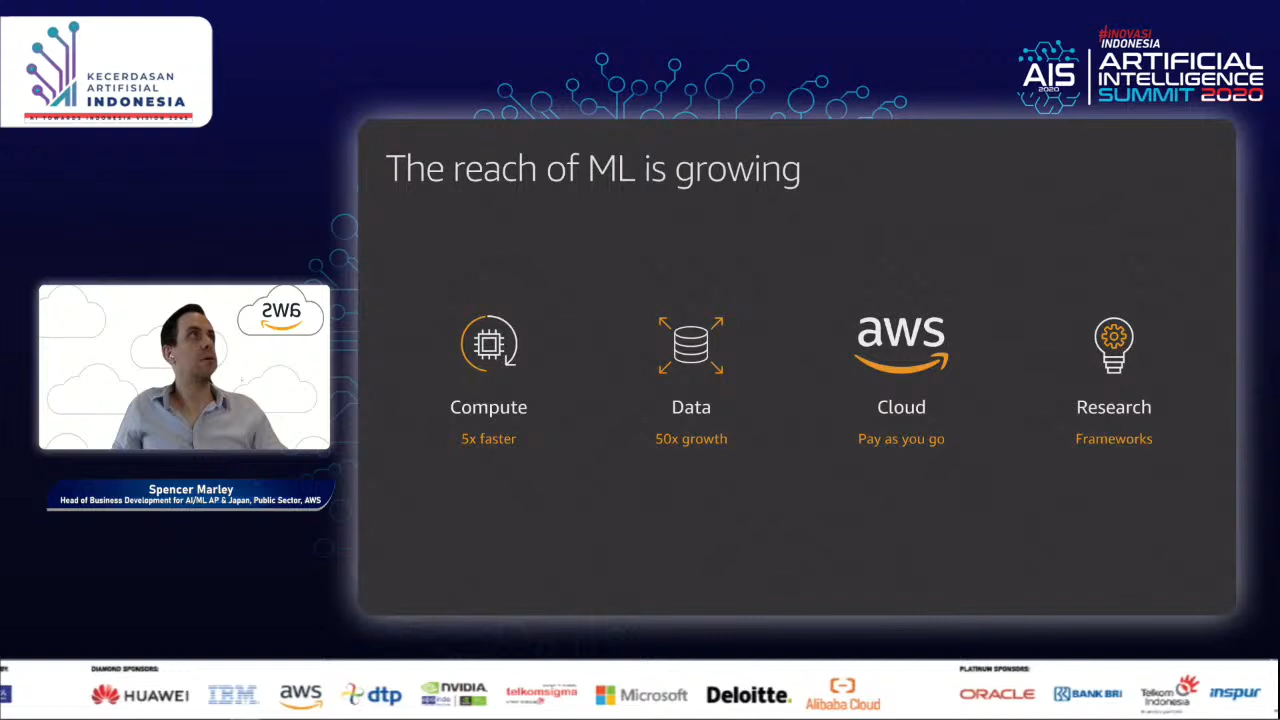 KECERDASAN
ARTIFISIAL
INDONESIA
#INOVASI
INDONESIA
AIS
2020
ARTIFICIAL
INTELLIGENCE
SUMMIT 2020
The reach of ML is growing
aws
aws
Compute
Data
Cloud
Research
5x faster
50x growth
Pay as you go
Frameworks
Spencer Marley
Head of Business Development for AI/ML AP & Japan, Public Sector, AWS
DIAMOND SPONSORS:
PLATINUM SPONSORS:
HUAWEI
IBM
aws
dtp
NVIDIA
telkomsigma
Microsoft
Deloitte.
Alibaba Cloud
ORACLE
BANK BRI
Telkom
Indonesia
inspur